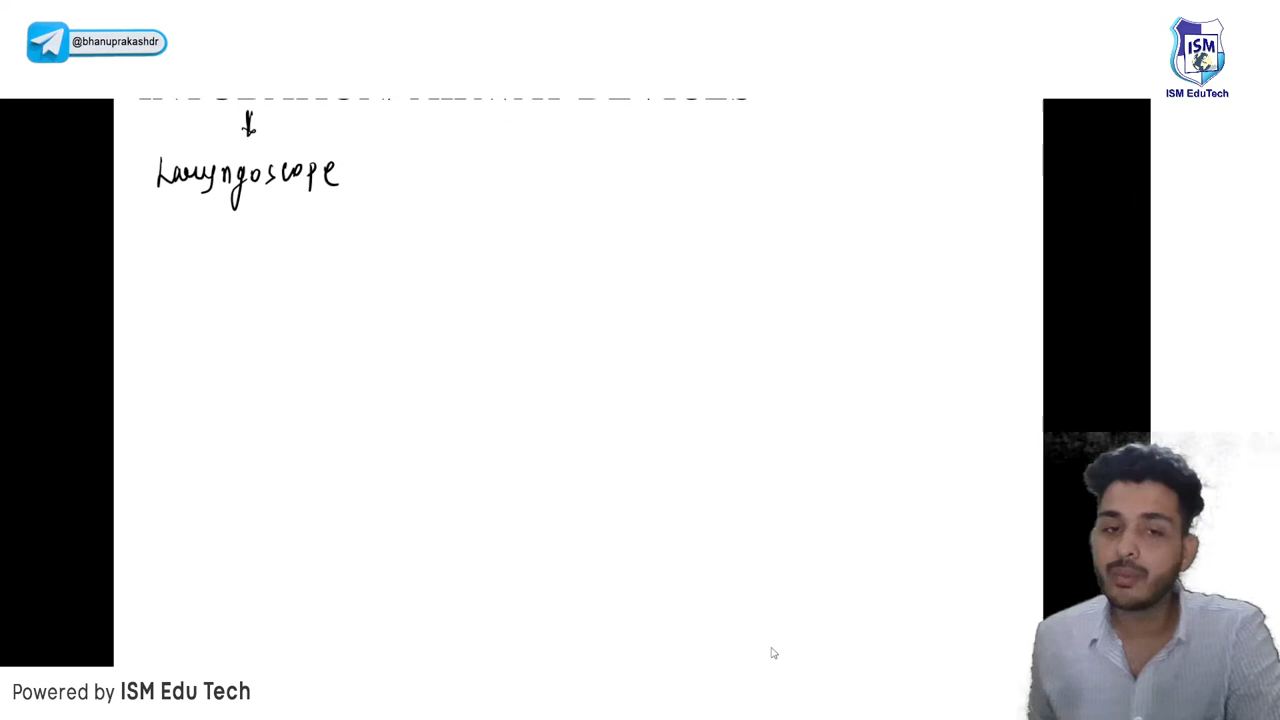 @bhanuprakashdr
ISM
ISM EduTech
Laryngoscope
Powered by ISM Edu Tech